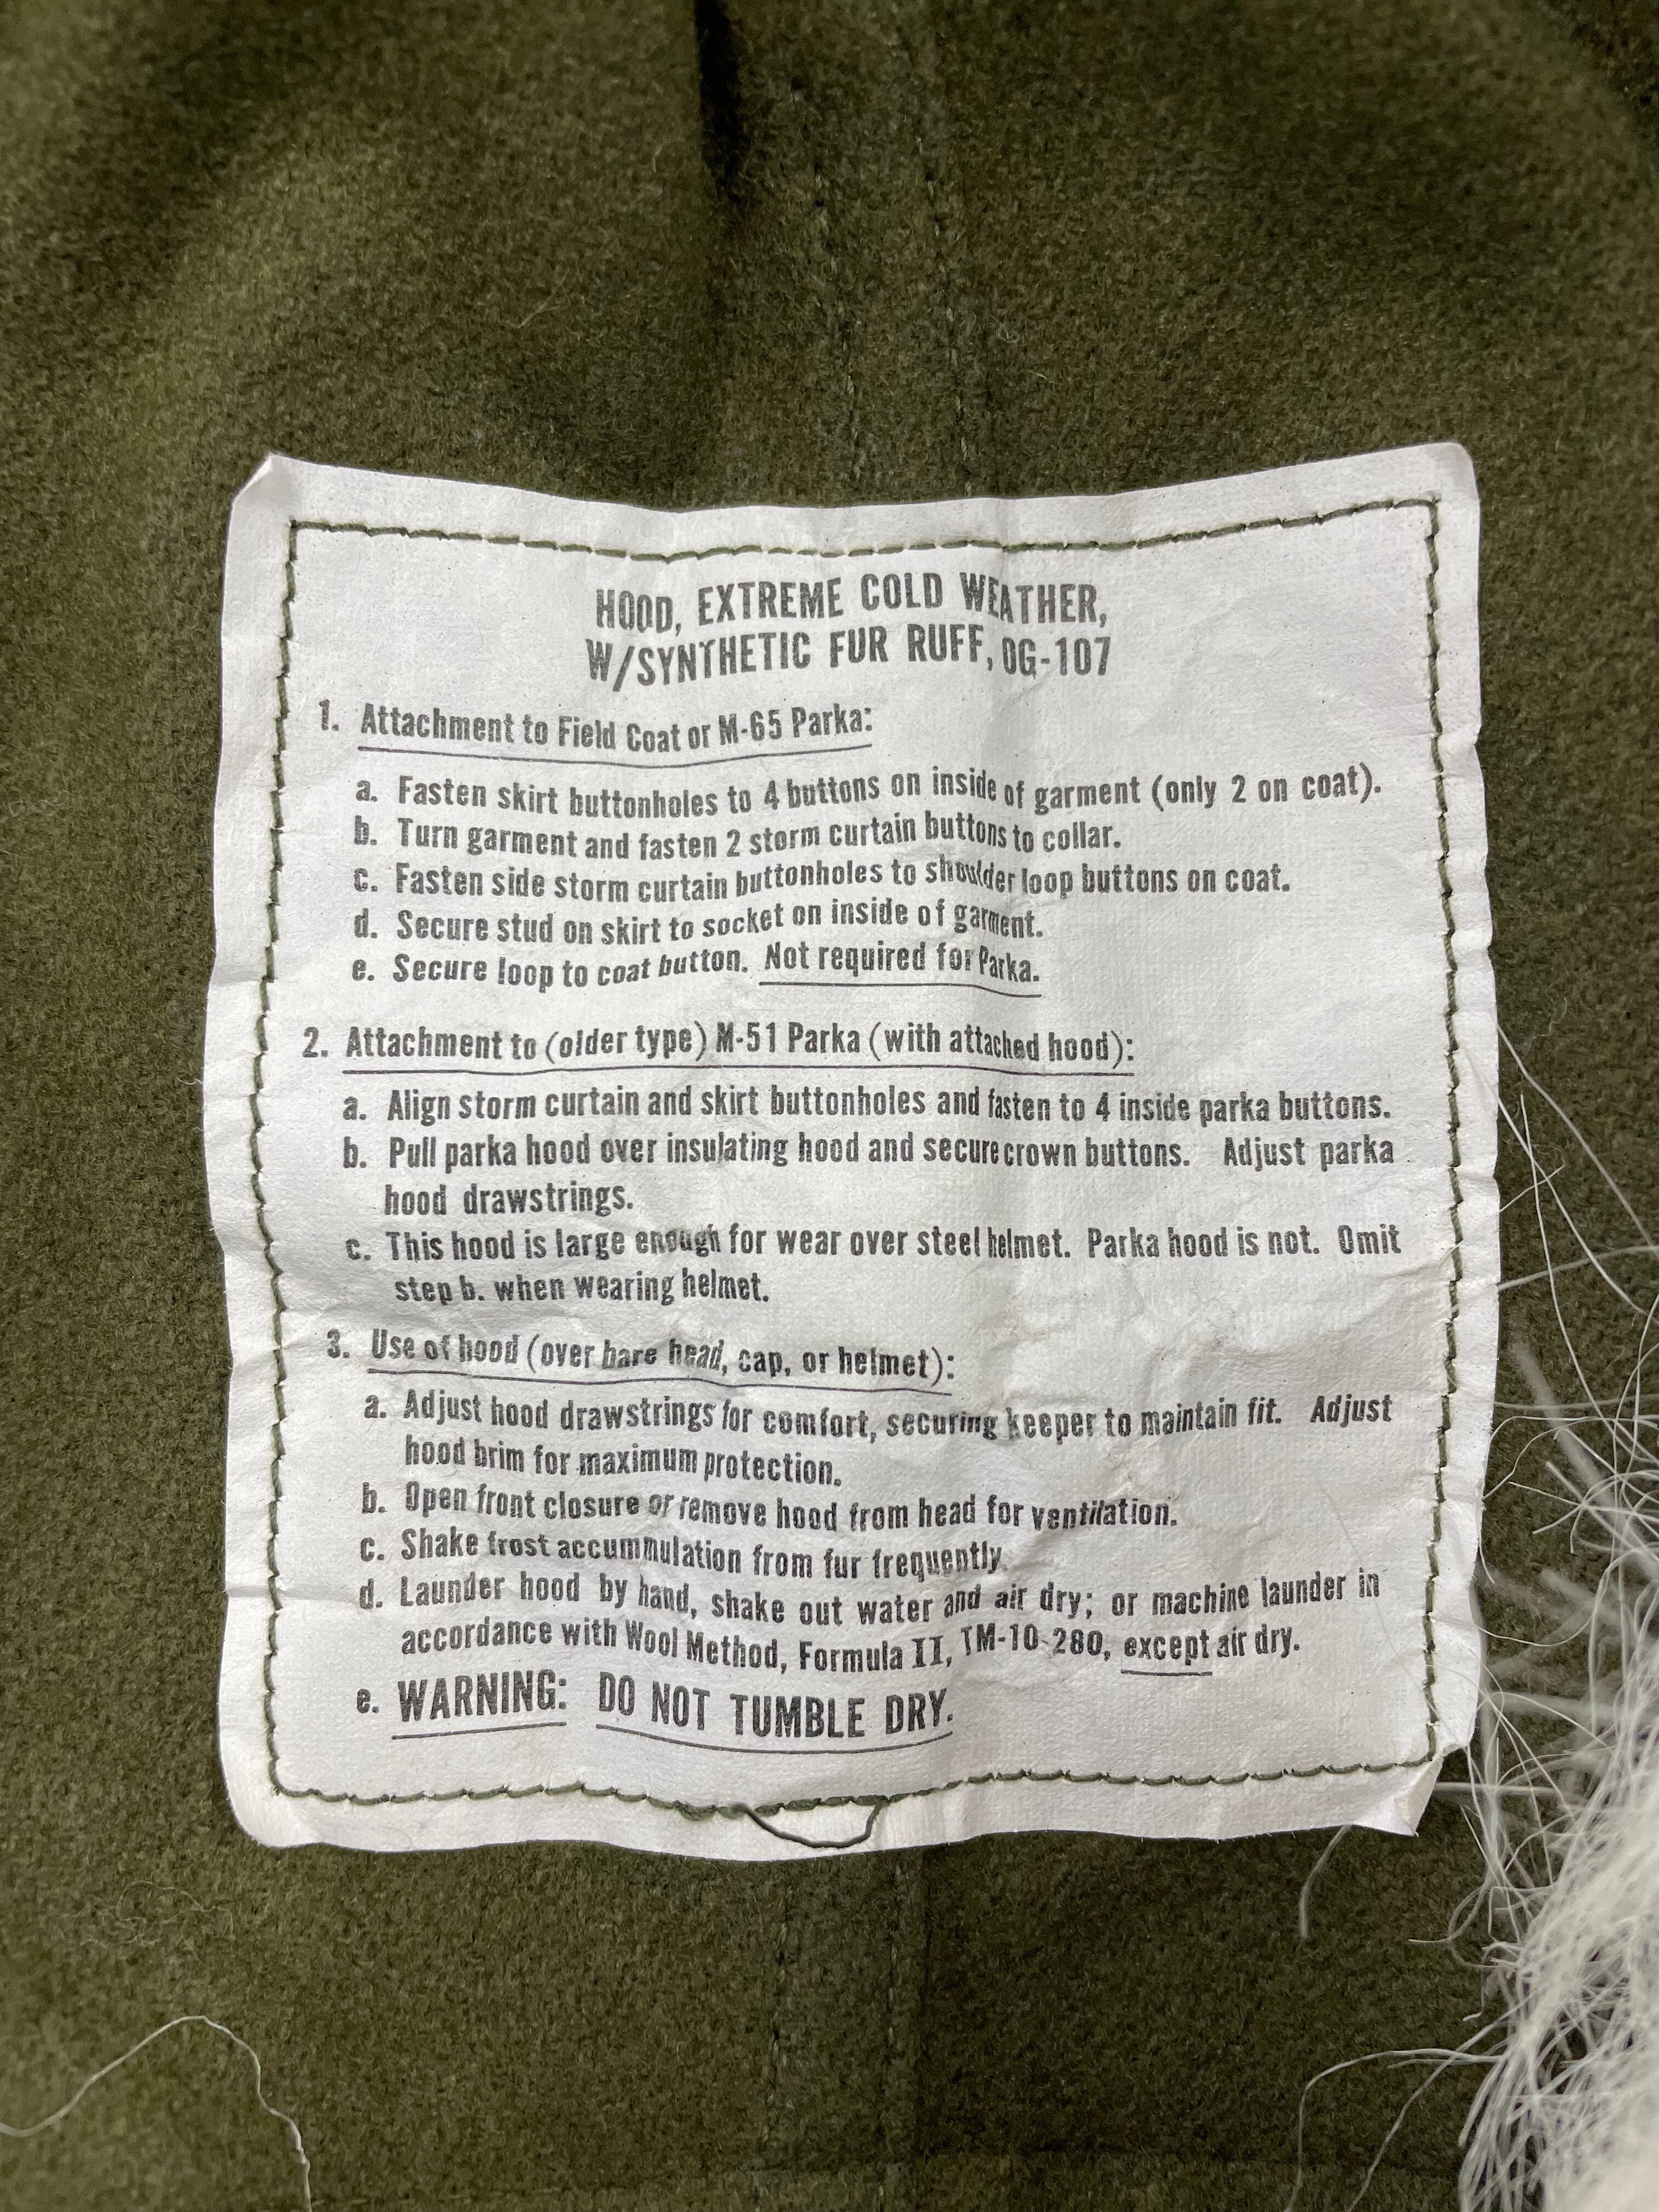 HOOD, EXTREME COLD WEATHER,
W/SYNTHETIC FUR RUFF, OG-107
1. Attachment to Field Coat or M-65 Parka:
a. Fasten skirt buttonholes to 4 buttons on inside of garment (only 2 on coat).
b. Turn garment and fasten 2 storm curtain buttons to collar.
c. Fasten side storm curtain buttonholes to shoulder loop buttons on coat.
d. Secure stud on skirt to socket on inside of garment.
e. Secure loop to coat button. Not required for Parka.
2. Attachment to (older type) M-51 Parka (with attached hood):
a. Align storm curtain and skirt buttonholes and fasten to 4 inside parka buttons.
b. Pull parka hood over insulating hood and secure crown buttons. Adjust parka
hood drawstrings.
c. This hood is large enough for wear over steel helmet. Parka hood is not. Omit
step b. when wearing helmet.
3. Use of hood (over bare head, cap, or helmet):
a. Adjust hood drawstrings for comfort, securing keeper to maintain fit. Adjust
hood brim for maximum protection.
b. Open front closure or remove hood from head for ventilation.
c. Shake frost accummulation from fur frequently.
d. Launder hood by hand, shake out water and air dry; or machine launder in
accordance with Wool Method, Formula II, TM-10-280, except air dry.
e. WARNING: DO NOT TUMBLE DRY.